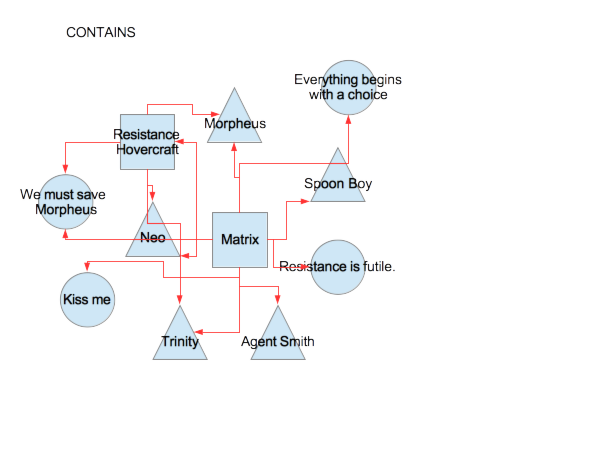 CONTAINS
Everything begins
with a choice
Morpheus
Resistance
Hovercraft
Spoon Boy
We must save
Morpheus
Neo
Matrix
Resistance is futile.
Kiss me
Trinity
Agent Smith